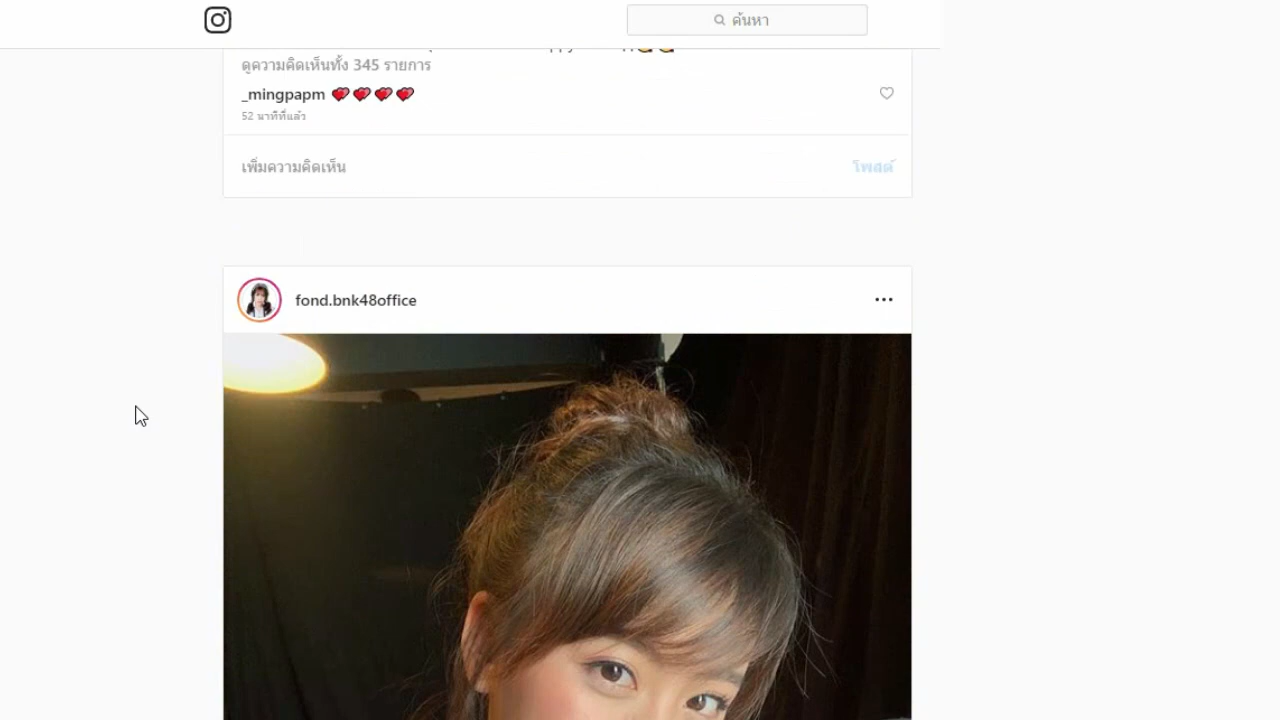 ค้นหา
ดูความคิดเห็นทั้ง 345 รายการ
_mingpapm
52 นาทีที่แล้ว
เพิ่มความคิดเห็น
โพสต์
fond.bnk48office